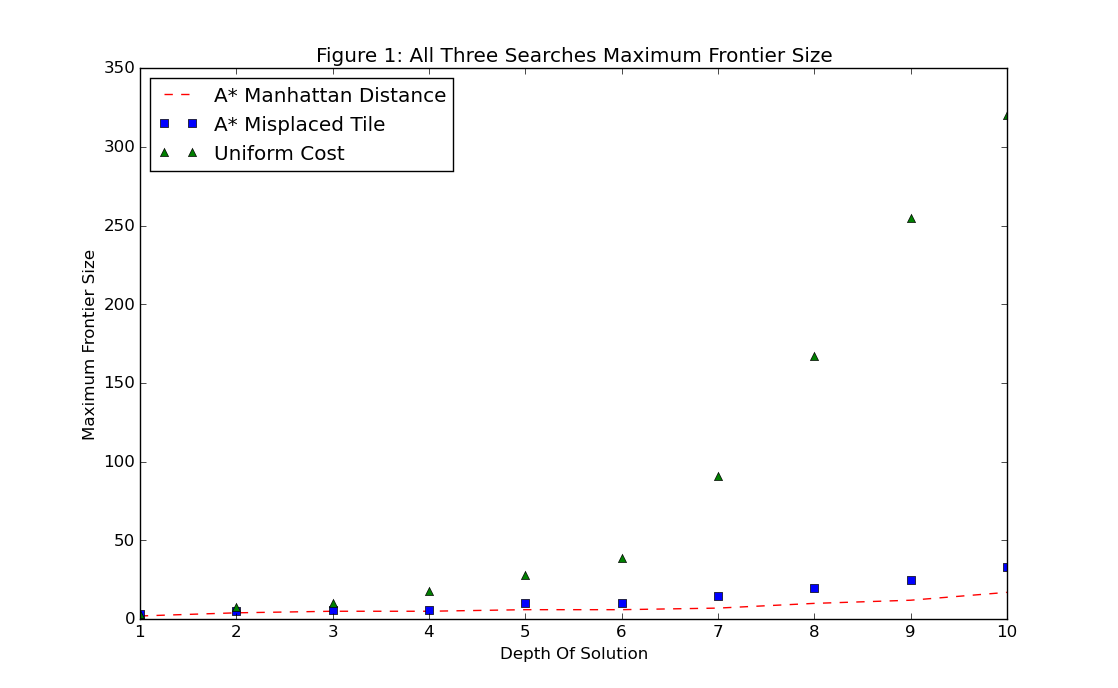 Figure 1: All Three Searches Maximum Frontier Size
350
300
250
200
150
100
50
0
Maximum Frontier Size
A* Manhattan Distance
A* Misplaced Tile
Uniform Cost
1 2 3 4 5 6 7 8 9 10
Depth Of Solution